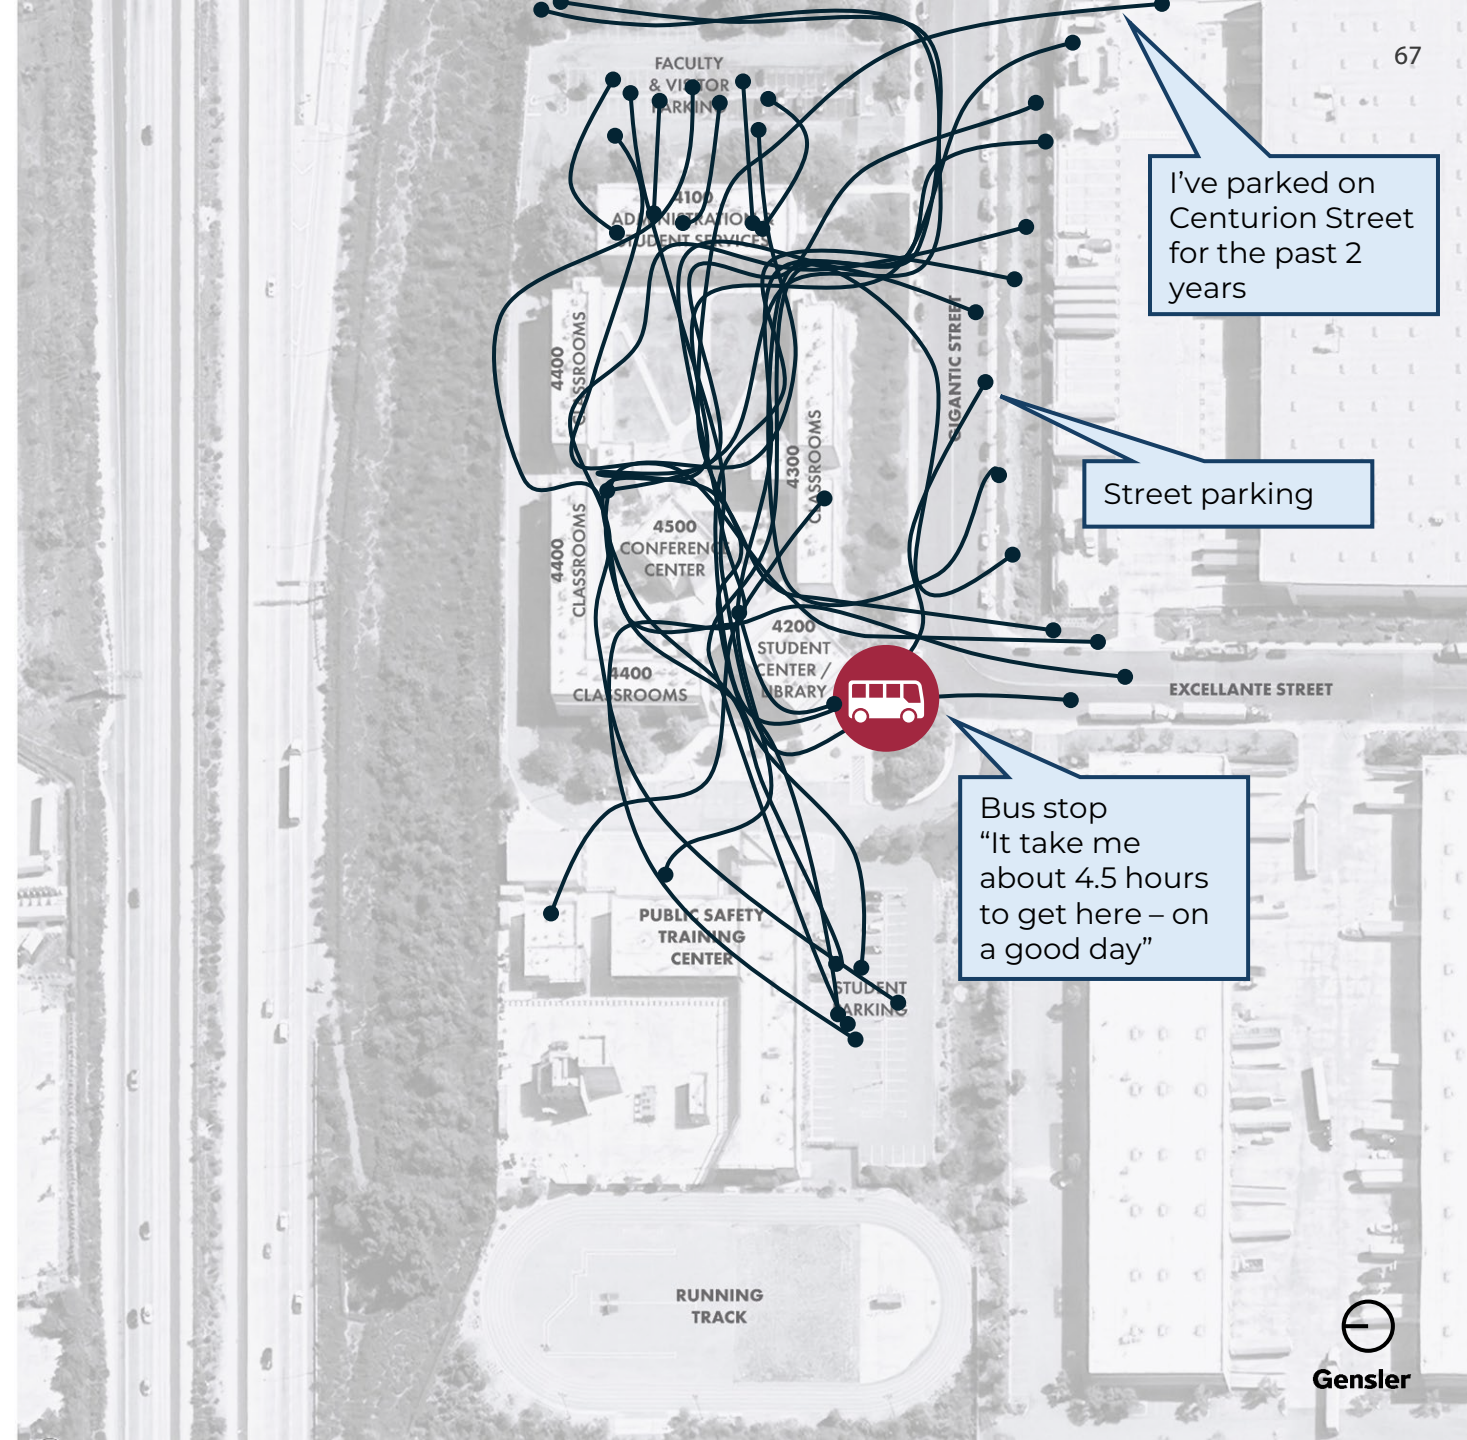 67
FACULTY
& VISITOR
PARKING
I’ve parked on
Centurion Street
for the past 2
years
4100
ADMINISTRATION &
STUDENT SERVICES
4400
CLASSROOMS
GIGANTIC STREET
4300
CLASSROOMS
Street parking
4400
CLASSROOMS
4500
CONFERENCE
CENTER
4200
STUDENT
CENTER /
LIBRARY
4400
CLASSROOMS
EXCELLANTE STREET
Bus stop
“It take me
about 4.5 hours
to get here – on
a good day”
PUBLIC SAFETY
TRAINING
CENTER
STUDENT
PARKING
RUNNING
TRACK
Gensler